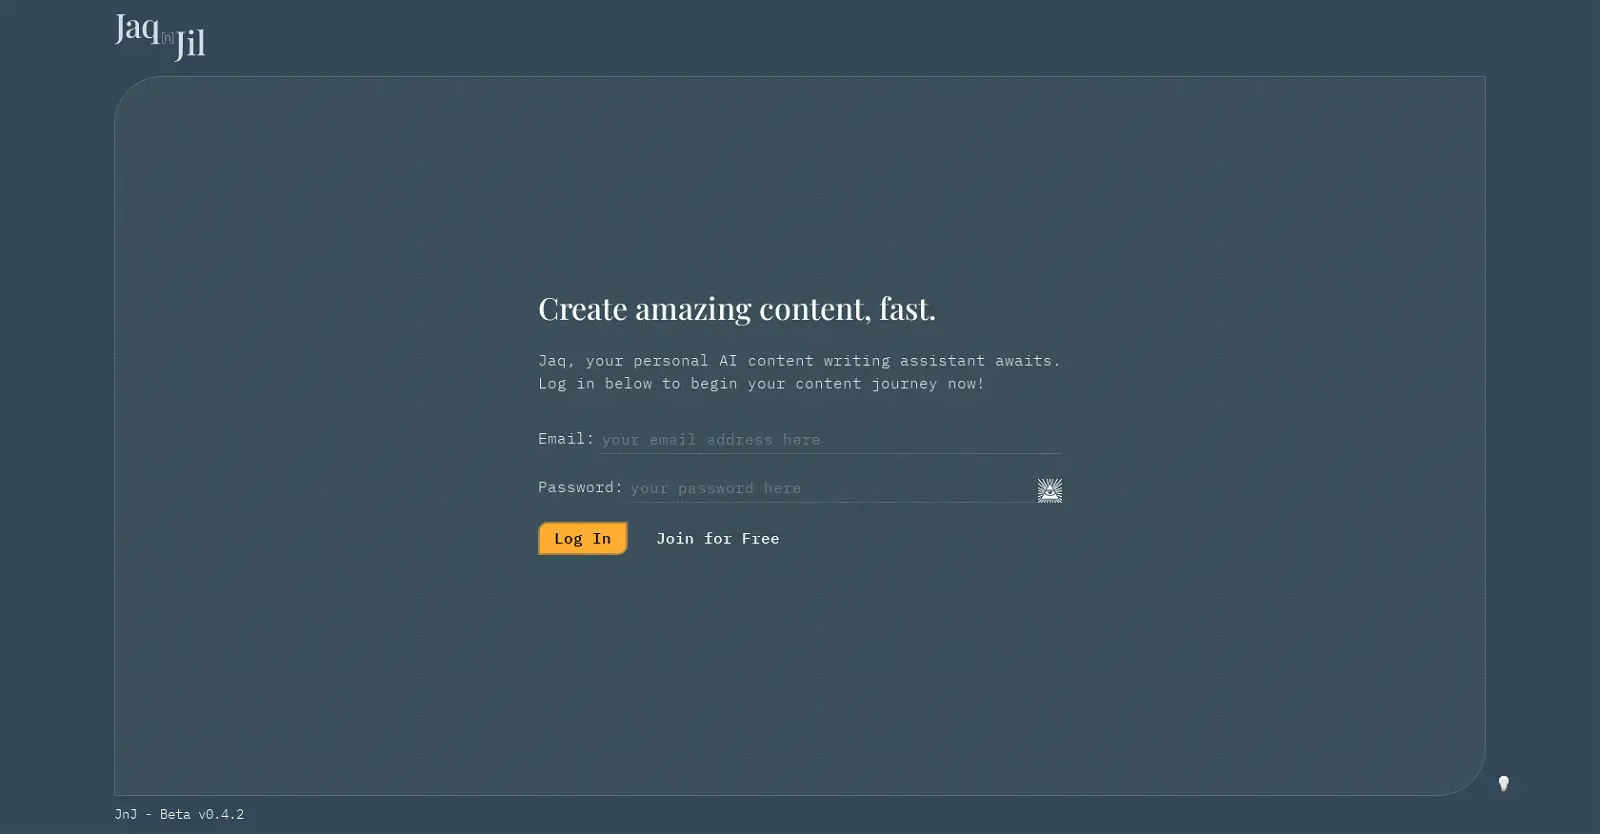 Jaq[n]Jil
Create amazing content, fast.
Jaq, your personal AI content writing assistant awaits.
Log in below to begin your content journey now!
Email: your email address here
Password: your password here
Log In Join for Free
JnJ - Beta v0.4.2